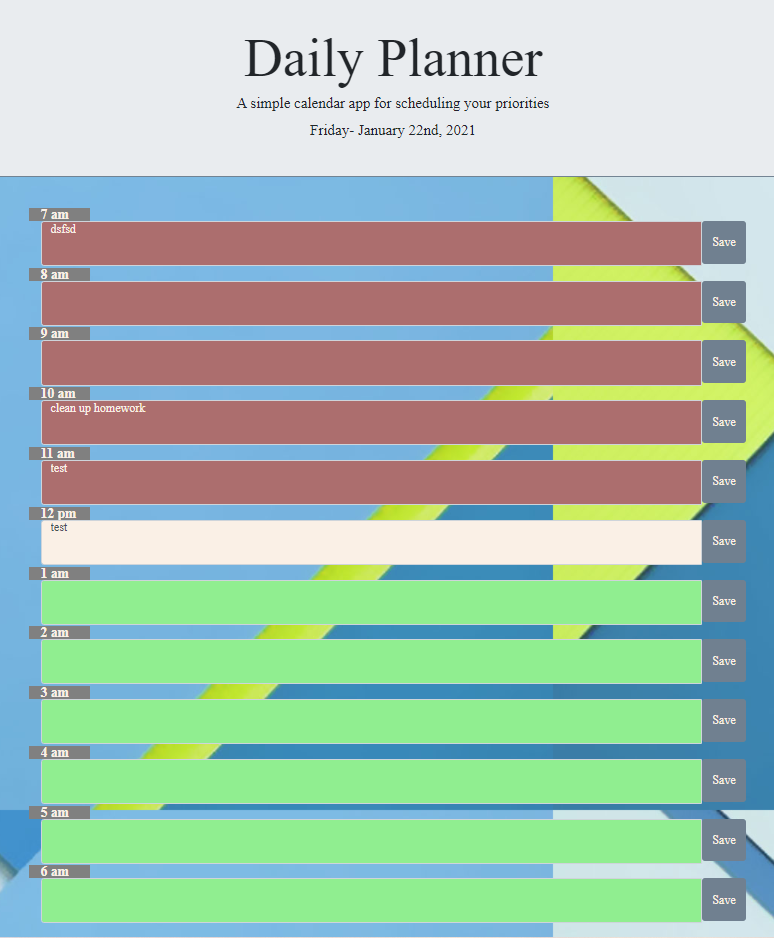 Daily Planner
A simple calendar app for scheduling your priorities
Friday- January 22nd, 2021
7 am
dsfsd
Save
8 am
Save
9 am
Save
10 am
clean up homework
Save
11 am
test
Save
12 pm
test
Save
1 am
Save
2 am
Save
3 am
Save
4 am
Save
5 am
Save
6 am
Save